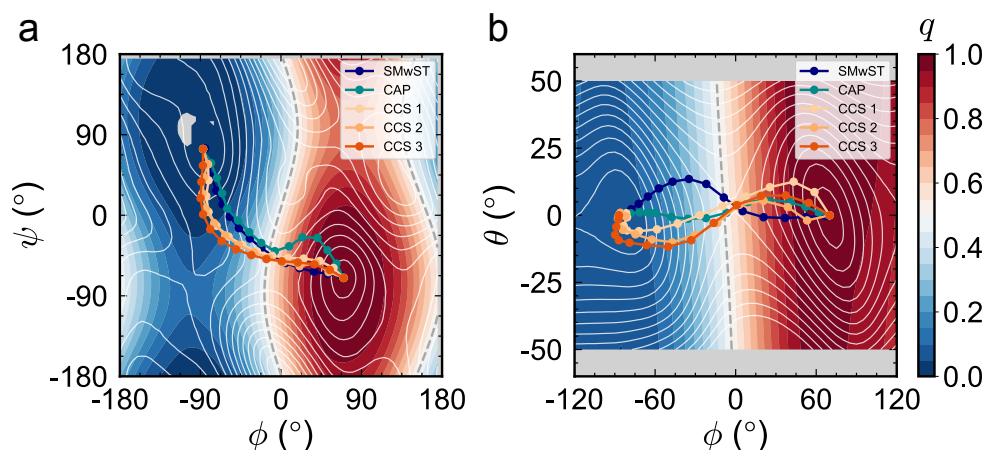 a
b
q
180
90
0
-90
-180
ψ (°)
-180
-90
0
90
180
ϕ (°)
SMwST
CAP
CCS 1
CCS 2
CCS 3
50
25
0
-25
-50
θ (°)
-120
-60
0
60
120
ϕ (°)
SMwST
CAP
CCS 1
CCS 2
CCS 3
1.0
0.8
0.6
0.4
0.2
0.0